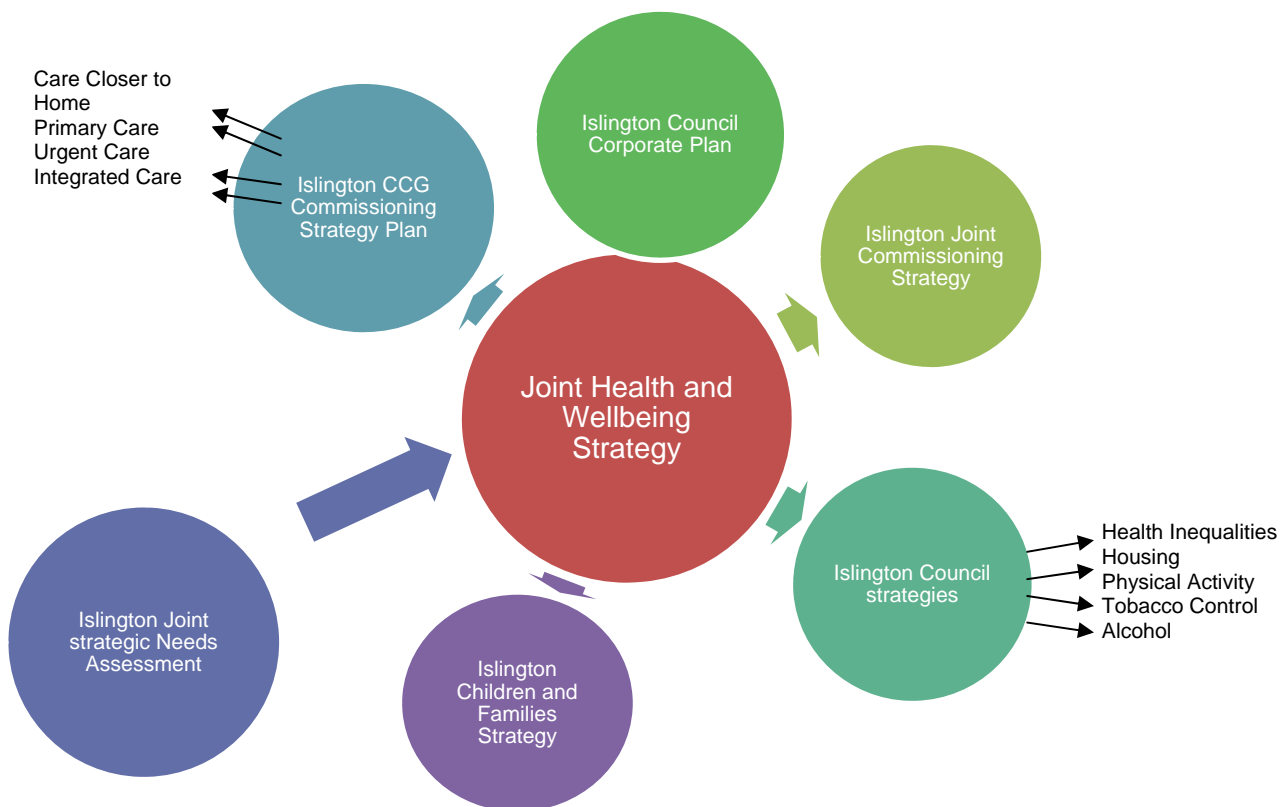 Care Closer to
Home
Primary Care
Urgent Care
Integrated Care
Islington CCG
Commissioning
Strategy Plan
Islington Council
Corporate Plan
Islington Joint
Commissioning
Strategy
Joint Health and
Wellbeing
Strategy
Islington Joint
strategic Needs
Assessment
Islington
Children and
Families
Strategy
Islington Council
strategies
Health Inequalities
Housing
Physical Activity
Tobacco Control
Alcohol